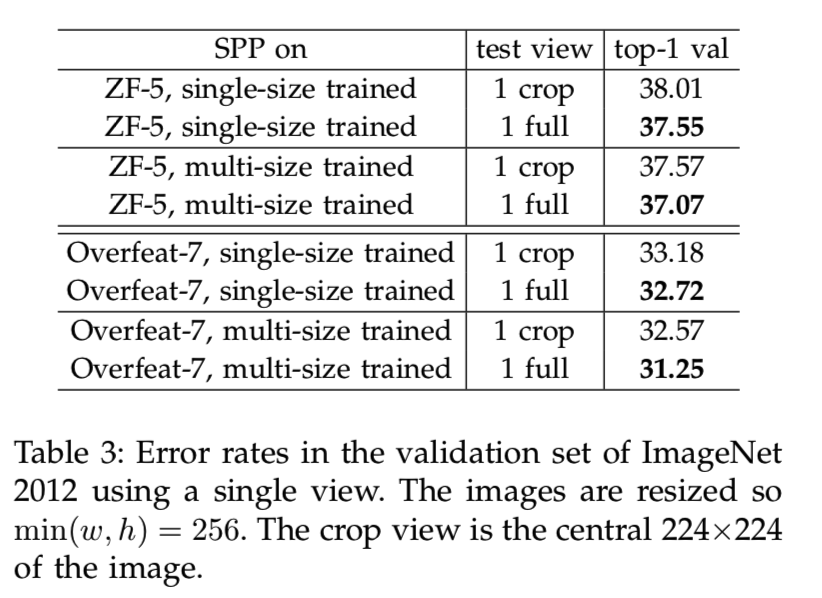 SPP on test view top-1 val
ZF-5, single-size trained 1 crop 38.01
ZF-5, single-size trained 1 full 37.55
ZF-5, multi-size trained 1 crop 37.57
ZF-5, multi-size trained 1 full 37.07
Overfeat-7, single-size trained 1 crop 33.18
Overfeat-7, single-size trained 1 full 32.72
Overfeat-7, multi-size trained 1 crop 32.57
Overfeat-7, multi-size trained 1 full 31.25
Table 3: Error rates in the validation set of ImageNet
2012 using a single view. The images are resized so
min(w, h) = 256. The crop view is the central 224×224
of the image.